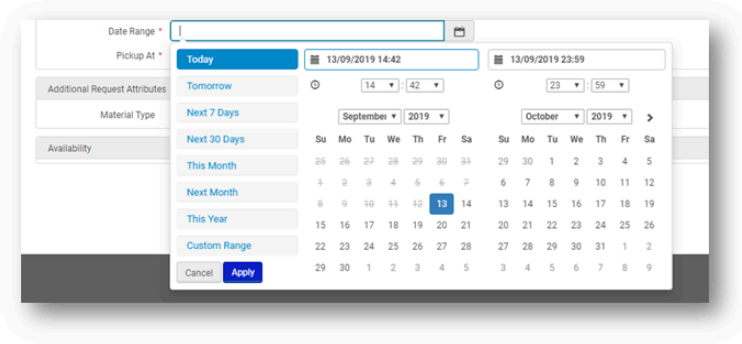 Date Range *
Pickup At *
Additional Request Attributes
Material Type
Availability
Today
Tomorrow
Next 7 Days
Next 30 Days
This Month
Next Month
This Year
Custom Range
Cancel Apply
13/09/2019 14:42
14 : 42
September 2019
Su Mo Tu We Th Fr Sa
25 26 27 28 29 30 31
1 2 3 4 5 6 7
8 9 10 11 12 13 14
15 16 17 18 19 20 21
22 23 24 25 26 27 28
29 30 1 2 3 4 5
13/09/2019 23:59
23 : 59
October 2019
Su Mo Tu We Th Fr Sa
29 30 1 2 3 4 5
6 7 8 9 10 11 12
13 14 15 16 17 18 19
20 21 22 23 24 25 26
27 28 29 30 31 1 2
3 4 5 6 7 8 9